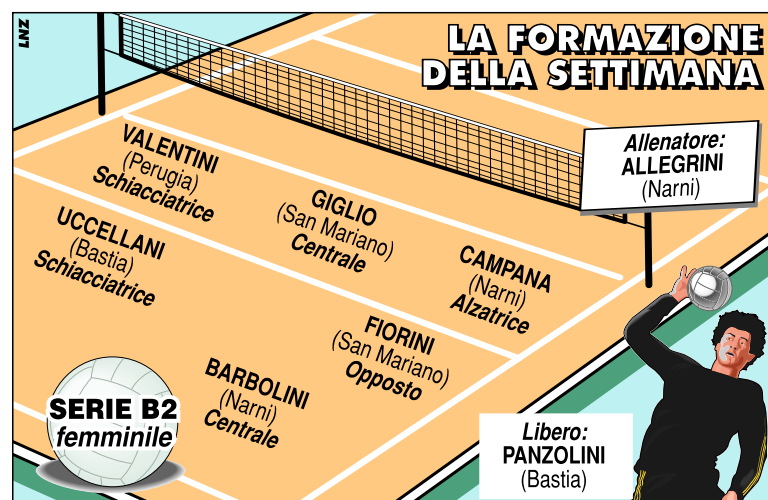 LNZ
LA FORMAZIONE
DELLA SETTIMANA
Allenatore:
ALLEGRINI
(Narni)
VALENTINI
(Perugia)
Schiacciatrice
GIGLIO
(San Mariano)
Centrale
CAMPANA
(Narni)
Alzatrice
UCCELLANI
(Bastia)
Schiacciatrice
FIORINI
(San Mariano)
Opposto
BARBOLINI
(Narni)
Centrale
SERIE B2
femminile
Libero:
PANZOLINI
(Bastia)